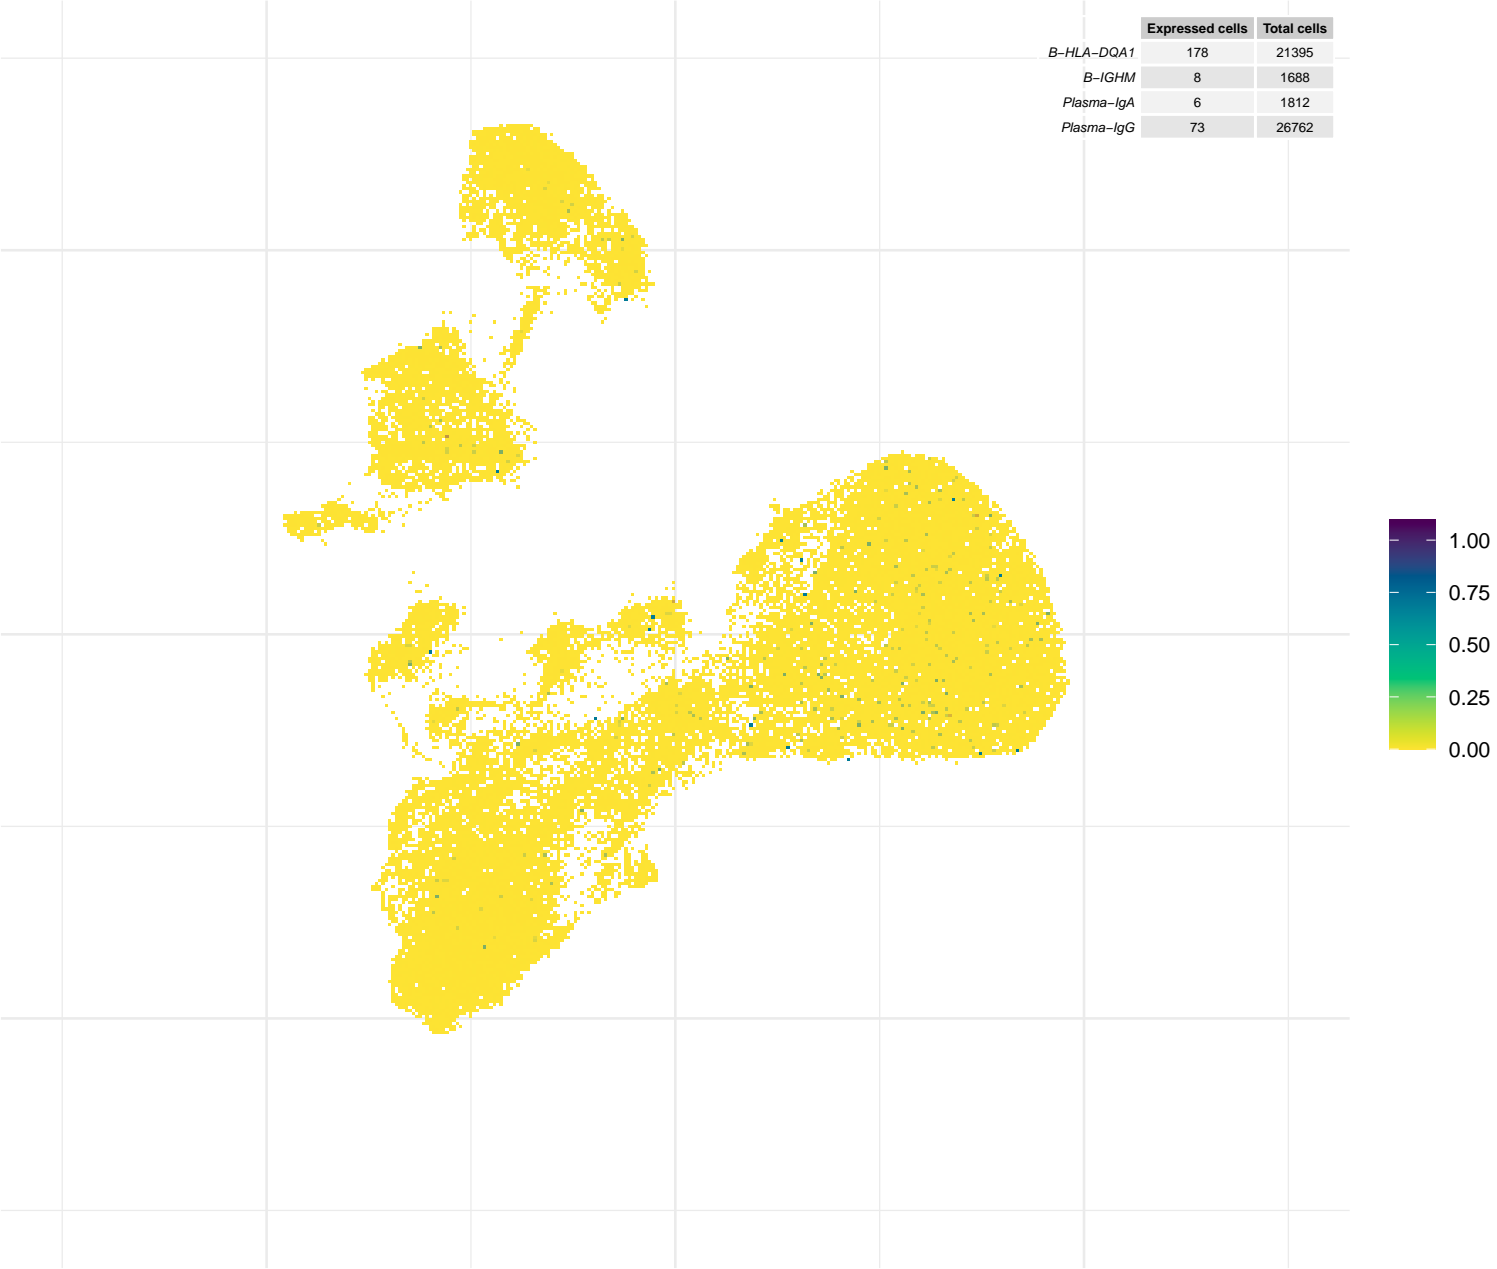 Expressed cells Total cells
B−HLA−DQA1 178 21395
B−IGHM 8 1688
Plasma−IgA 6 1812
Plasma−IgG 73 26762
1.00
0.75
0.50
0.25
0.00